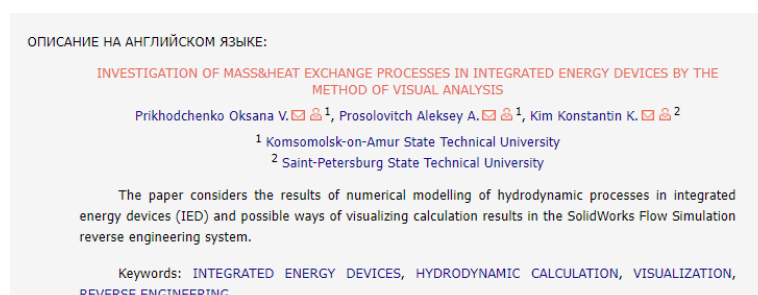 ОПИСАНИЕ НА АНГЛИЙСКОМ ЯЗЫКЕ:
INVESTIGATION OF MASS&HEAT EXCHANGE PROCESSES IN INTEGRATED ENERGY DEVICES BY THE
METHOD OF VISUAL ANALYSIS
Prikhodchenko Oksana V. 1, Prosolovitch Aleksey A. 1, Kim Konstantin K. 2
1 Komsomolsk-on-Amur State Technical University
2 Saint-Petersburg State Technical University
The paper considers the results of numerical modelling of hydrodynamic processes in integrated
energy devices (IED) and possible ways of visualizing calculation results in the SolidWorks Flow Simulation
reverse engineering system.
Keywords: INTEGRATED ENERGY DEVICES, HYDRODYNAMIC CALCULATION, VISUALIZATION,
REVERSE ENGINEERING